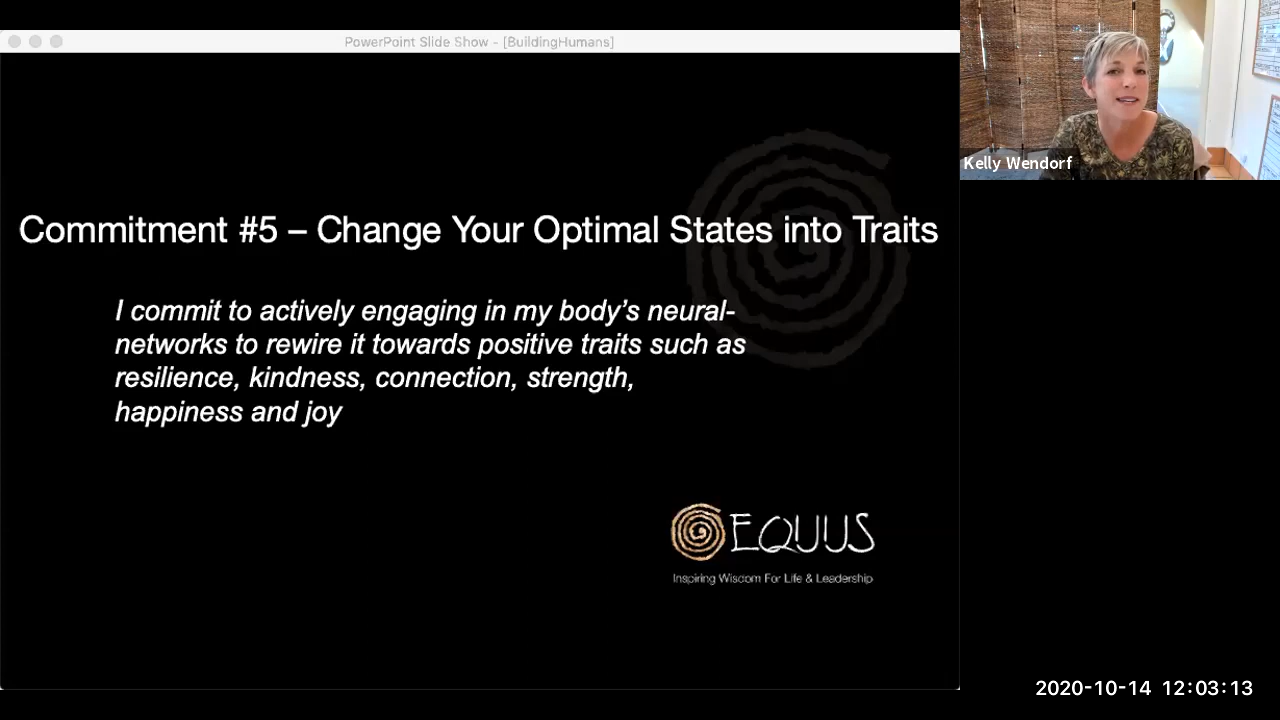 PowerPoint Slide Show - [BuildingHumans]
Kelly Wendorf
Commitment #5 – Change Your Optimal States into Traits
I commit to actively engaging in my body’s neural-
networks to rewire it towards positive traits such as
resilience, kindness, connection, strength,
happiness and joy
EQUUS
Inspiring Wisdom For Life & Leadership
2020-10-14 12:03:13